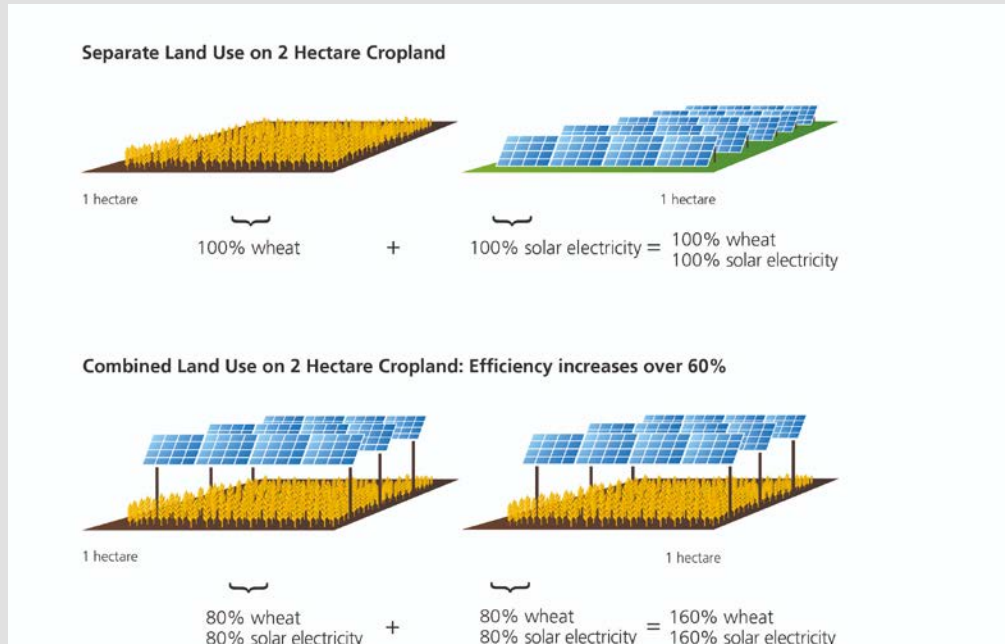 Separate Land Use on 2 Hectare Cropland
1 hectare
1 hectare
100% wheat + 100% solar electricity = 100% wheat
100% solar electricity
Combined Land Use on 2 Hectare Cropland: Efficiency increases over 60%
1 hectare
1 hectare
80% wheat + 80% wheat = 160% wheat
80% solar electricity 80% solar electricity 160% solar electricity